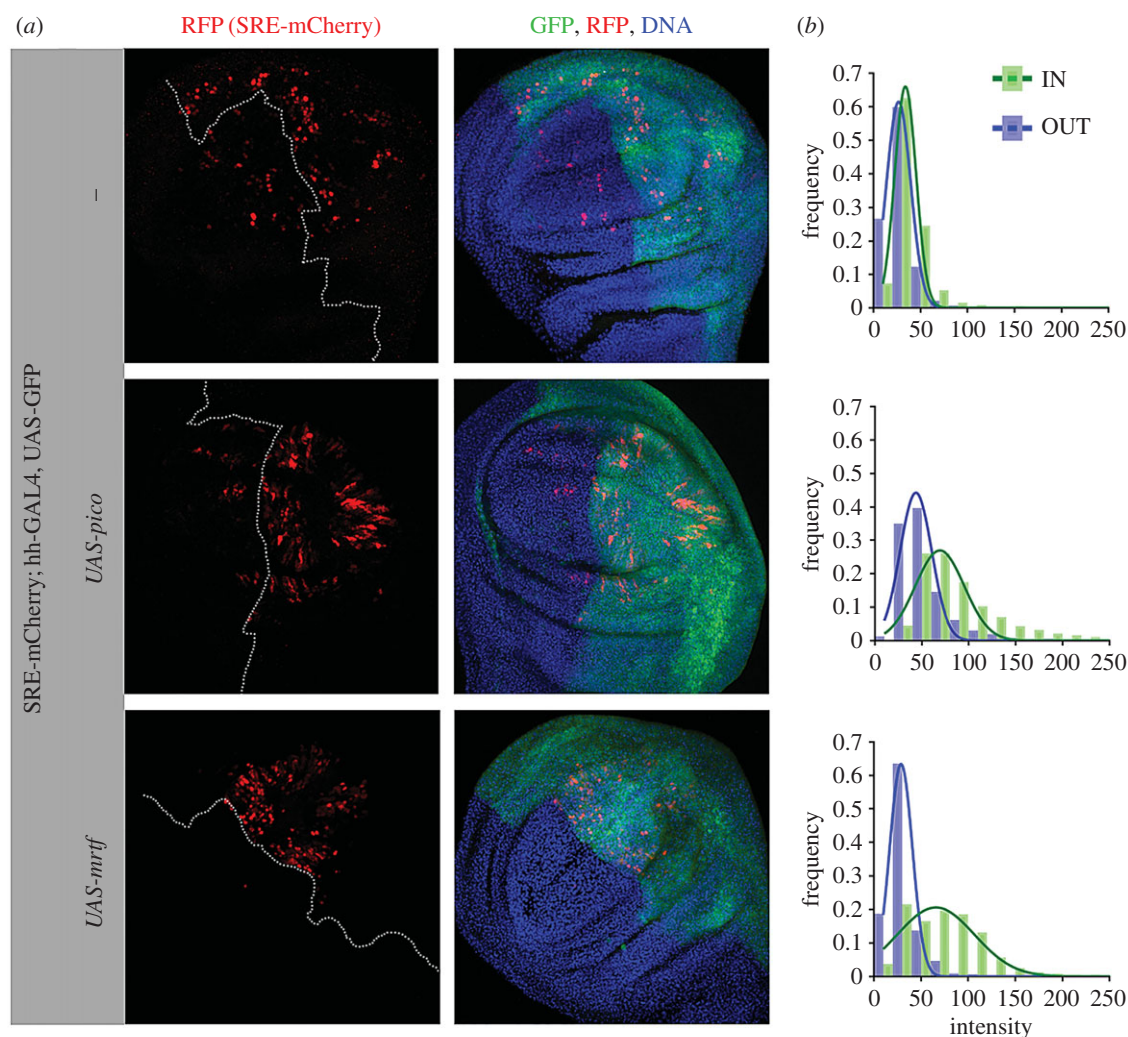 (a)
RFP (SRE-mCherry)
GFP, RFP, DNA
(b)
SRE-mCherry; hh-GAL4, UAS-GFP
–
UAS-pico
UAS-mrtf
IN
OUT
frequency
0.7
0.6
0.5
0.4
0.3
0.2
0.1
0
0 50 100 150 200 250
frequency
0.7
0.6
0.5
0.4
0.3
0.2
0.1
0
0 50 100 150 200 250
frequency
0.7
0.6
0.5
0.4
0.3
0.2
0.1
0
0 50 100 150 200 250
intensity